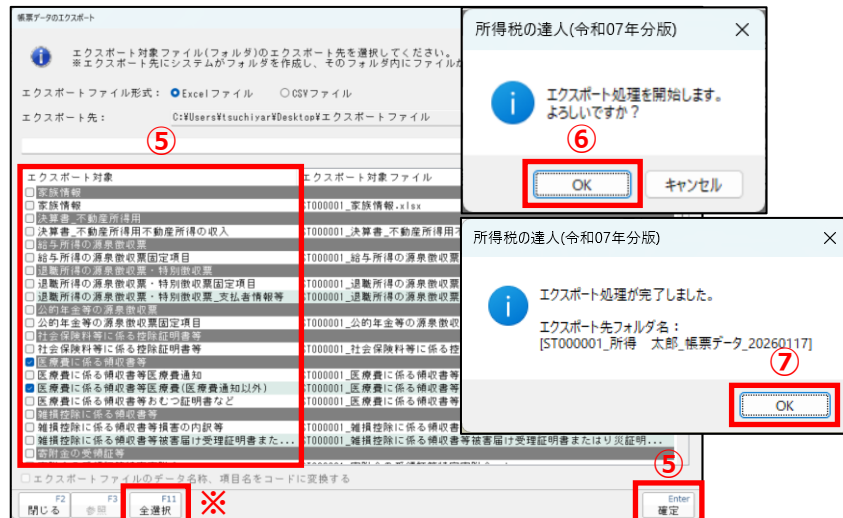 帳票データのエクスポート
エクスポート対象ファイル(フォルダ)のエクスポート先を選択してください。
※エクスポート先にシステムがフォルダを作成し、そのフォルダ内にファイルが
エクスポートファイル形式： Excelファイル CSVファイル
エクスポート先： C:¥Users¥tsuchiyar¥Desktop¥エクスポートファイル
⑤
エクスポート対象 エクスポート対象ファイル
家族情報
家族情報 ST000001_家族情報.xlsx
決算書_不動産所得用
決算書_不動産所得用不動産所得の収入 ST000001_決算書_不動産所得用
給与所得の源泉徴収票
給与所得の源泉徴収票固定項目 ST000001_給与所得の源泉徴収票
退職所得の源泉徴収票・特別徴収票
退職所得の源泉徴収票・特別徴収票固定項目 ST000001_退職所得の源泉徴収票
退職所得の源泉徴収票・特別徴収票_支払者情報等 ST000001_退職所得の源泉徴収票
公的年金等の源泉徴収票
公的年金等の源泉徴収票固定項目 ST000001_公的年金等の源泉徴収
社会保険料等に係る控除証明書等
社会保険料等に係る控除証明書等 ST000001_社会保険料等に係る控
医療費に係る領収書等
医療費に係る領収書等医療費通知 ST000001_医療費に係る領収書等
医療費に係る領収書等医療費(医療費通知以外) ST000001_医療費に係る領収書等
医療費に係る領収書等おむつ証明書など ST000001_医療費に係る領収書等
雑損控除に係る領収書等
雑損控除に係る領収書等損害の内訳等 ST000001_雑損控除に係る領収書
雑損控除に係る領収書等被害届け受理証明書また... ST000001_雑損控除に係る領収書等被害届け受理証明書またはり災証明...
寄附金の受領証等
エクスポートファイルのデータ名称、項目名をコードに変換する
F2 閉じる F3 参照 F11 全選択 ※
⑤
Enter 確定
所得税の達人(令和07年分版)
エクスポート処理を開始します。
よろしいですか？
⑥
OK キャンセル
所得税の達人(令和07年分版)
エクスポート処理が完了しました。
エクスポート先フォルダ名：
[ST000001_所得　太郎_帳票データ_20260117]
⑦
OK